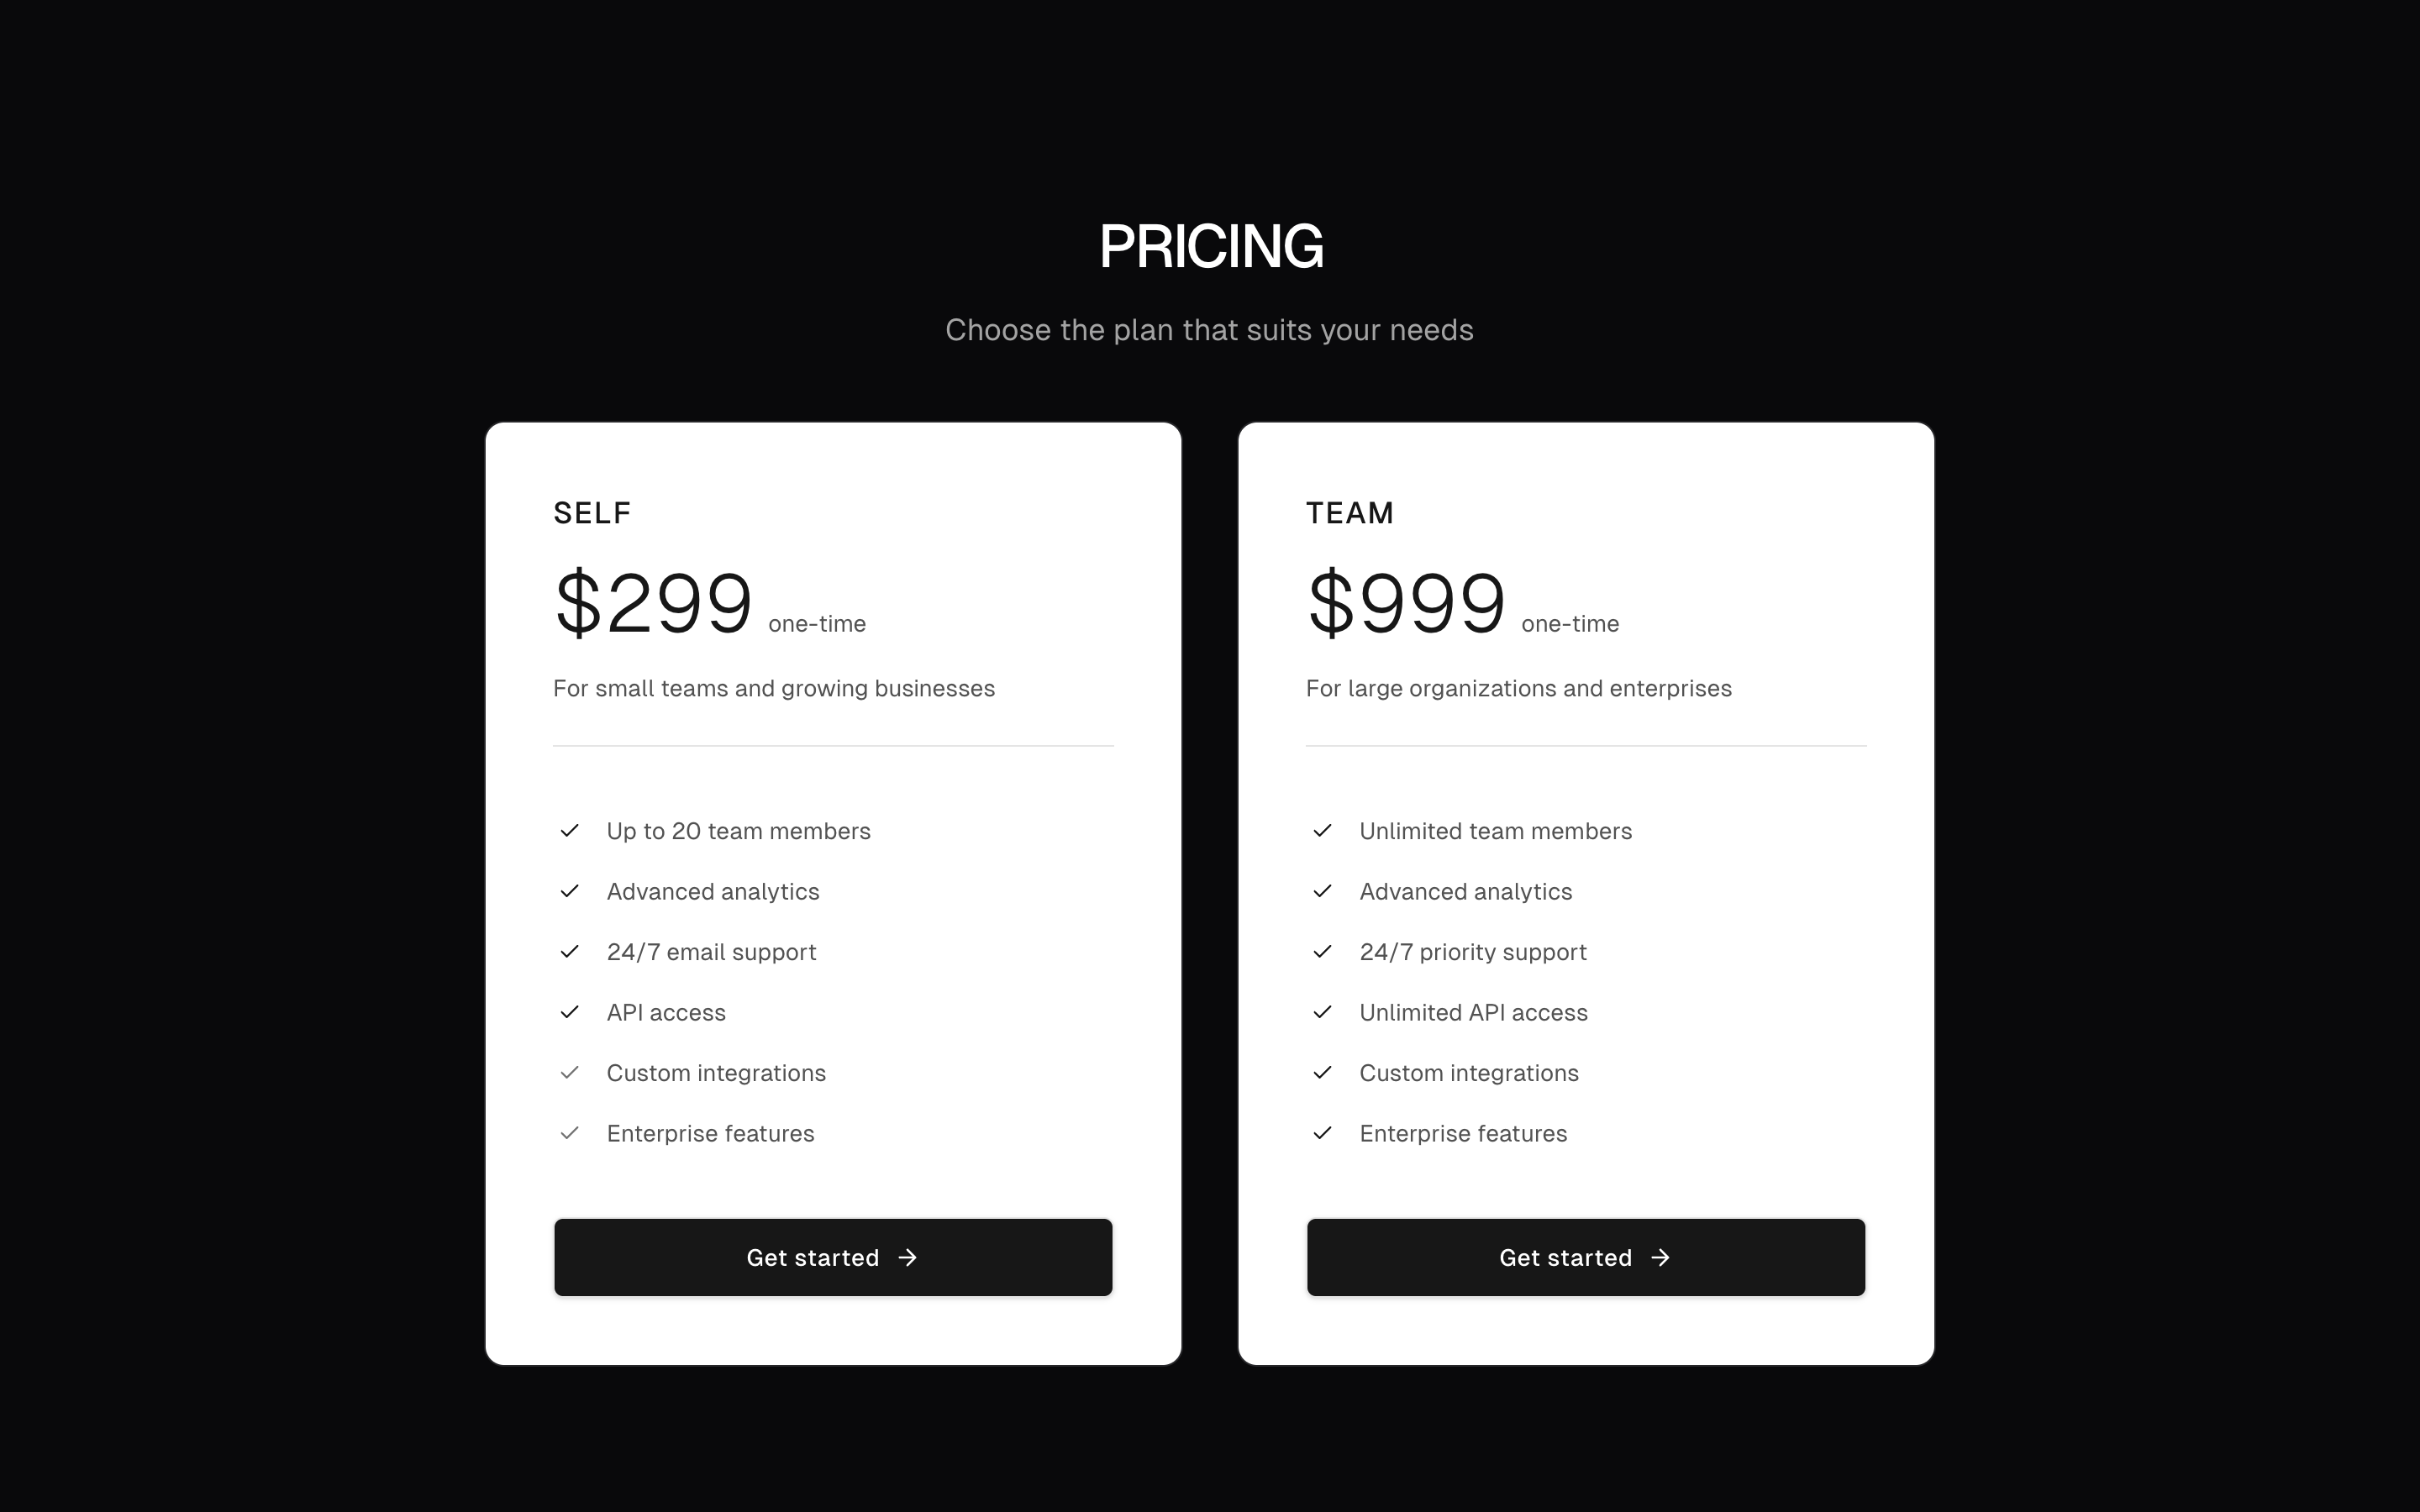 PRICING
Choose the plan that suits your needs
SELF
$299 one-time
For small teams and growing businesses
Up to 20 team members
Advanced analytics
24/7 email support
API access
Custom integrations
Enterprise features
Get started →
TEAM
$999 one-time
For large organizations and enterprises
Unlimited team members
Advanced analytics
24/7 priority support
Unlimited API access
Custom integrations
Enterprise features
Get started →